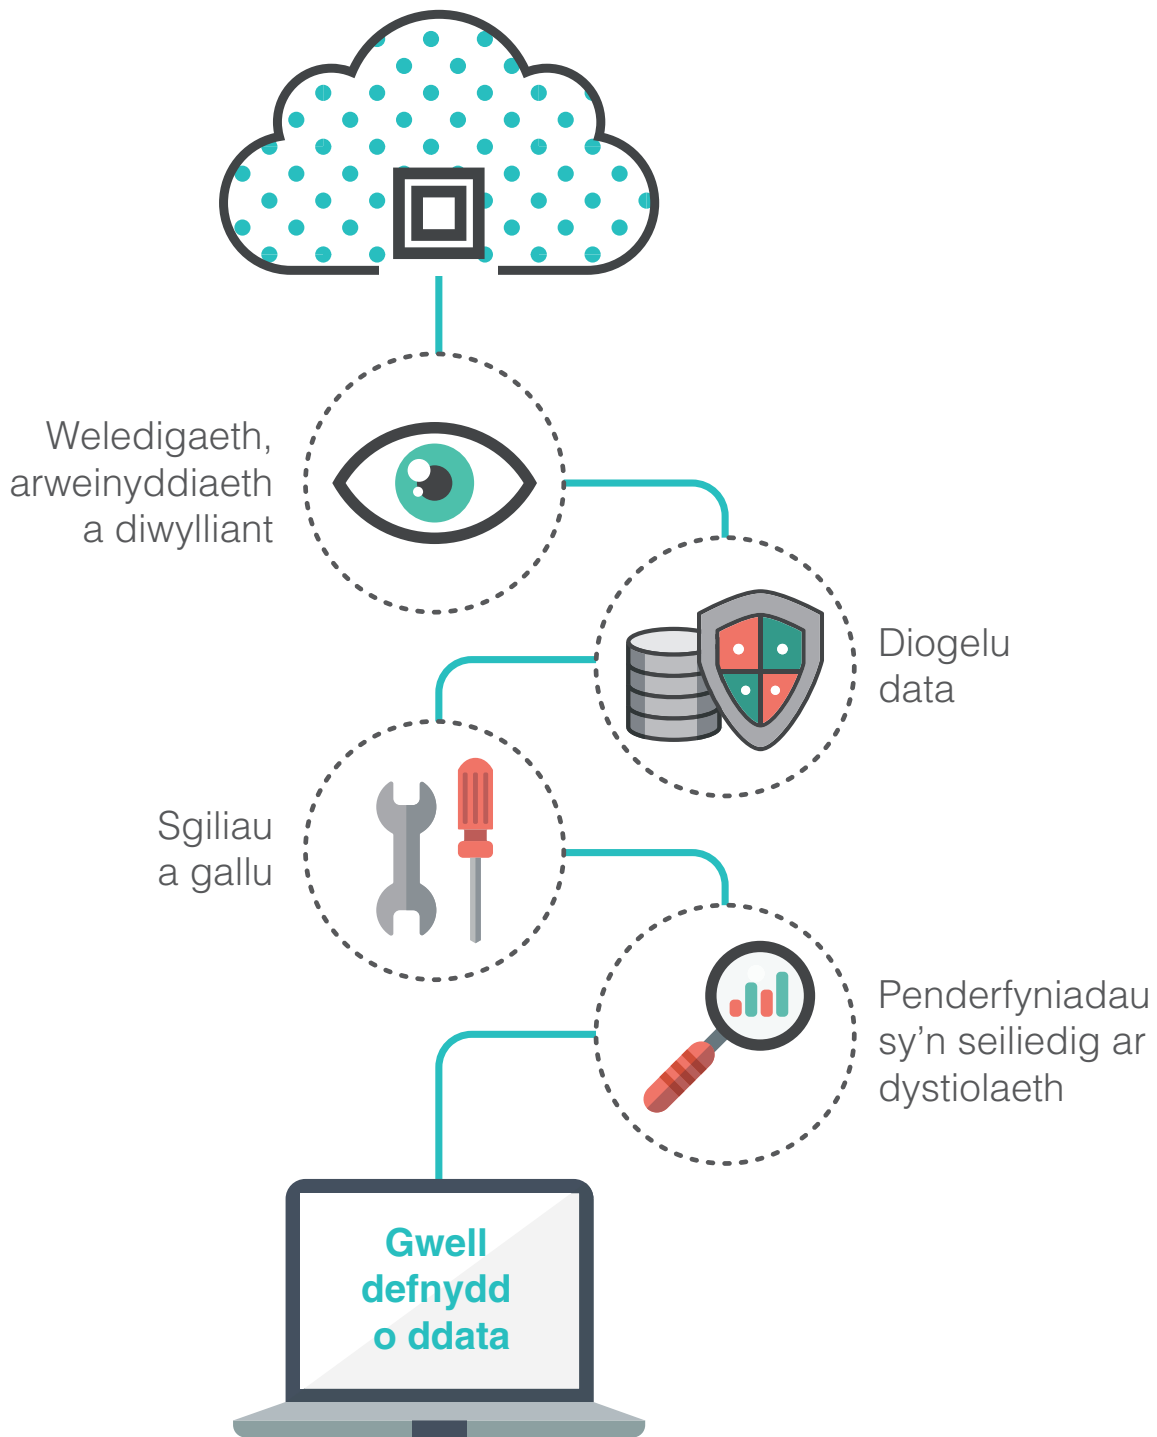 Weledigaeth,
arweinyddiaeth
a diwylliant
Diogelu
data
Sgiliau
a gallu
Penderfyniadau
sy’n seiliedig ar
dystiolaeth
Gwell
defnydd
o ddata